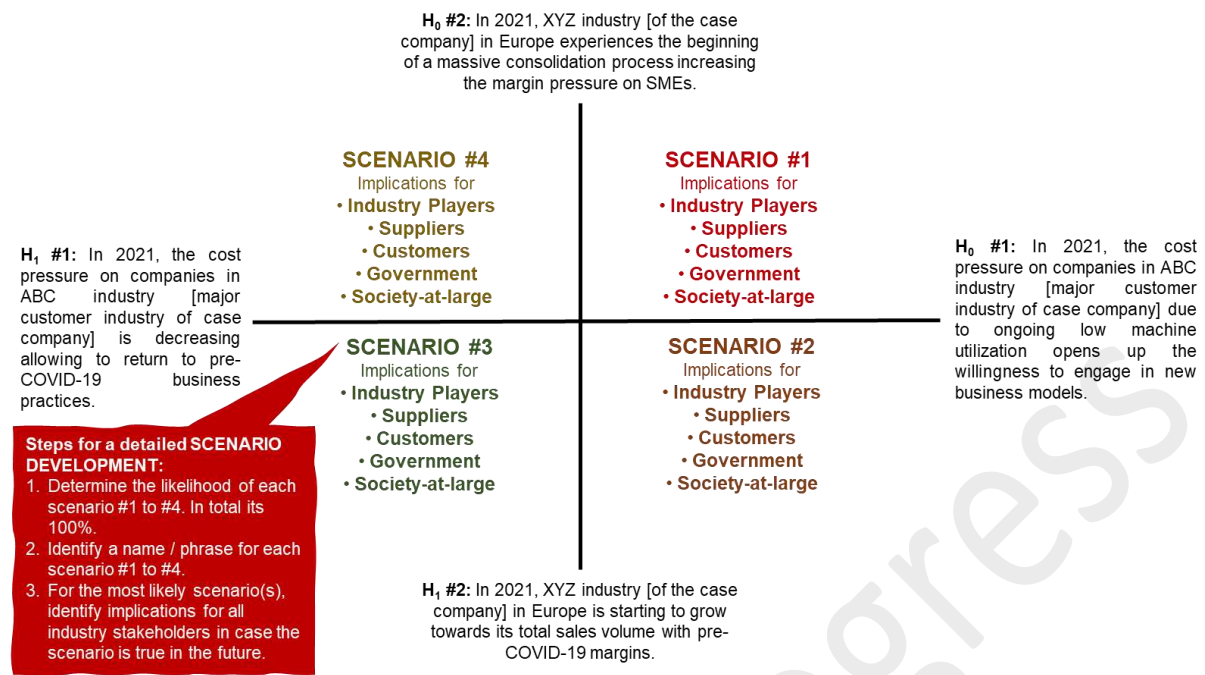 H₀ #2: In 2021, XYZ industry [of the case
company] in Europe experiences the beginning
of a massive consolidation process increasing
the margin pressure on SMEs.
SCENARIO #4
Implications for
• Industry Players
• Suppliers
• Customers
• Government
• Society-at-large
SCENARIO #1
Implications for
• Industry Players
• Suppliers
• Customers
• Government
• Society-at-large
H₁ #1: In 2021, the cost
pressure on companies in
ABC industry [major
customer industry of case
company] is decreasing
allowing to return to pre-
COVID-19 business
practices.
H₀ #1: In 2021, the cost
pressure on companies in ABC
industry [major customer
industry of case company] due
to ongoing low machine
utilization opens up the
willingness to engage in new
business models.
SCENARIO #3
Implications for
• Industry Players
• Suppliers
• Customers
• Government
• Society-at-large
SCENARIO #2
Implications for
• Industry Players
• Suppliers
• Customers
• Government
• Society-at-large
Steps for a detailed SCENARIO
DEVELOPMENT:
1. Determine the likelihood of each
scenario #1 to #4. In total its
100%.
2. Identify a name / phrase for each
scenario #1 to #4.
3. For the most likely scenario(s),
identify implications for all
industry stakeholders in case the
scenario is true in the future.
H₁ #2: In 2021, XYZ industry [of the case
company] in Europe is starting to grow
towards its total sales volume with pre-
COVID-19 margins.
gress